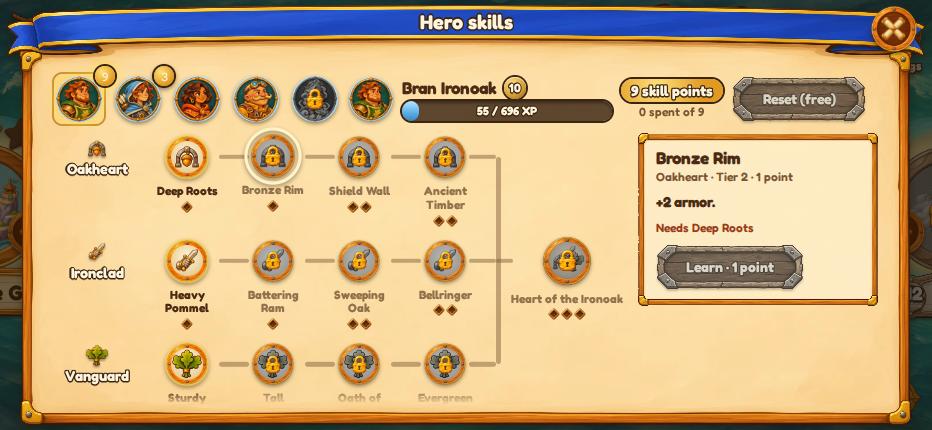 Hero skills
9
3
Bran Ironoak 10
55 / 696 XP
9 skill points
0 spent of 9
Reset (free)
Oakheart
Deep Roots
Bronze Rim
Shield Wall
Ancient
Timber
Ironclad
Heavy
Pommel
Battering
Ram
Sweeping
Oak
Bellringer
Heart of the Ironoak
Vanguard
Sturdy
Tall
Oath of
Evergreen
Bronze Rim
Oakheart · Tier 2 · 1 point
+2 armor.
Needs Deep Roots
Learn · 1 point